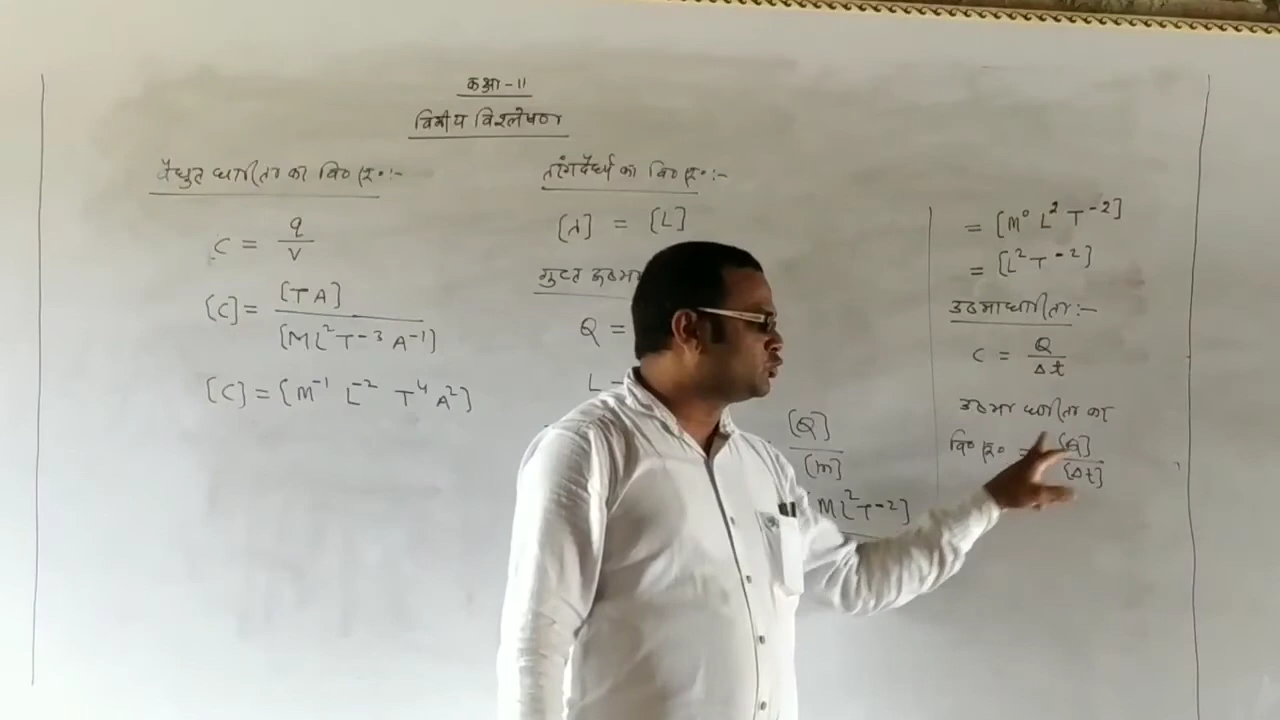 कक्षा - 11
विमीय विश्लेषण
वैधुत धारिता का वि० सू०:-
C = q/V
[C] = [TA]/[ML²T⁻³A⁻¹]
[C] = [M⁻¹ L⁻² T⁴ A²]
तरंगदैर्ध्य का वि० सू०:-
[λ] = [L]
गुप्त ऊष्मा
Q =
L =
[Q]/[m]
ML²T⁻²]
= [M⁰ L² T⁻²]
= [L² T⁻²]
ऊष्माधारिता:-
C = Q/Δt
ऊष्मा धारिता का
वि० सू० = [Q]/[Δt]